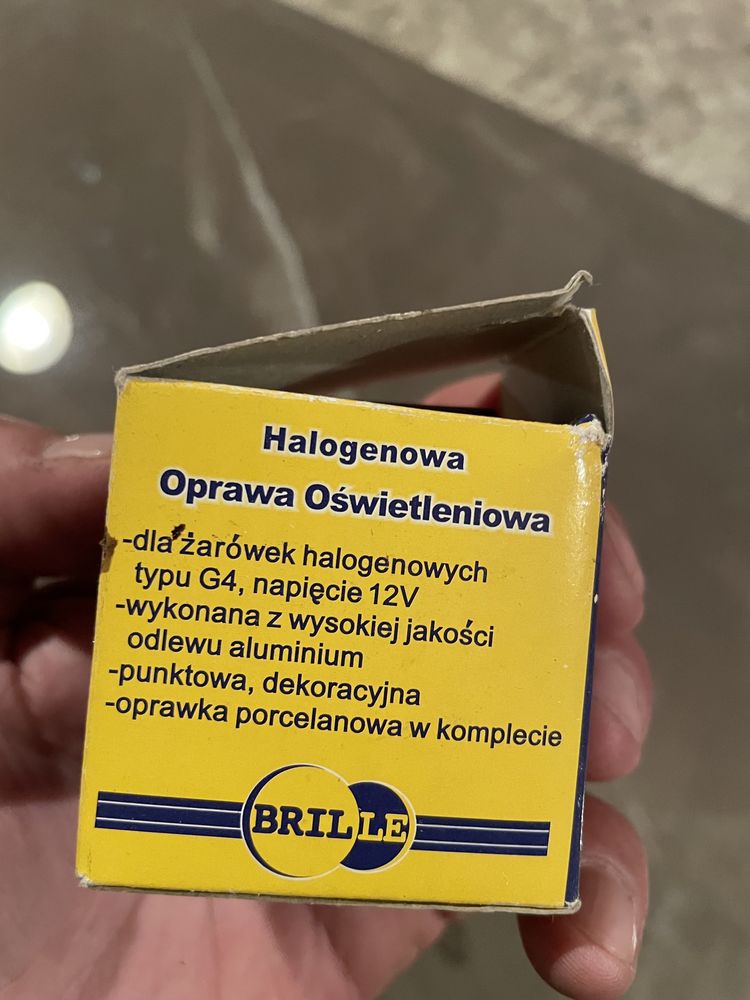 Halogenowa
Oprawa Oświetleniowa
-dla żarówek halogenowych
typu G4, napięcie 12V
-wykonana z wysokiej jakości
odlewu aluminium
-punktowa, dekoracyjna
-oprawka porcelanowa w komplecie
BRILLE